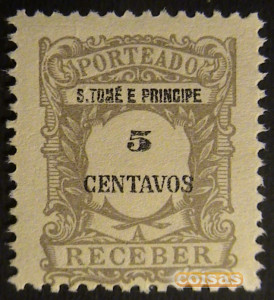 PORTEADO
S. TOMÉ E PRINCIPE
5
CENTAVOS
A
RECEBER
coisas